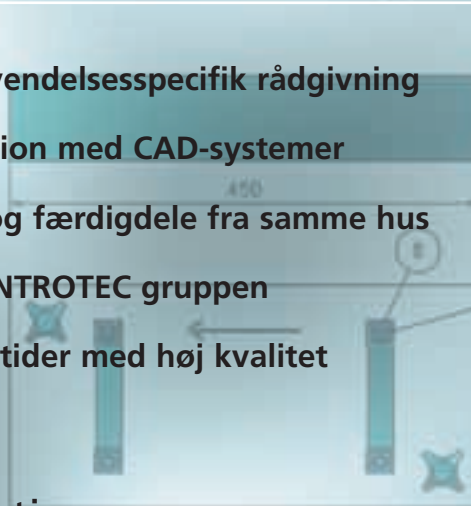 vendelsesspecifik rådgivning
ion med CAD-systemer
450
og færdigdele fra samme hus
NTROTEC gruppen
tider med høj kvalitet